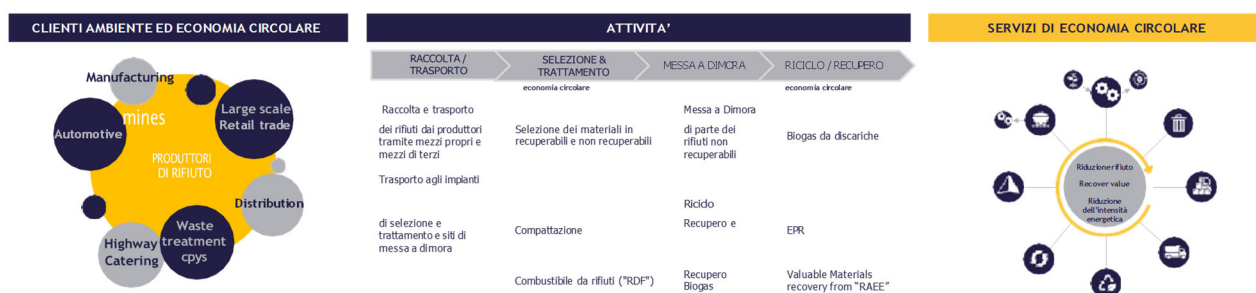 CLIENTI AMBIENTE ED ECONOMIA CIRCOLARE
Manufacturing
mines
Automotive
Large scale
Retail trade
PRODUTTORI
DI RIFIUTO
Distribution
Waste
treatment
cpys
Highway
Catering
ATTIVITA’
RACCOLTA /
TRASPORTO
SELEZIONE &
TRATTAMENTO
MESSA A DIMORA
RICICLO / RECUPERO
economia circolare
economia circolare
Raccolta e trasporto
dei rifiuti dai produttori
tramite mezzi propri e
mezzi di terzi
Trasporto agli impianti
di selezione e
trattamento e siti di
messa a dimora
Selezione dei materiali in
recuperabili e non recuperabili
Compattazione
Combustibile da rifiuti ("RDF")
Messa a Dimora
di parte dei
rifiuti non
recuperabili
Riciclo
Recupero e
Recupero
Biogas
Biogas da discariche
EPR
Valuable Materials
recovery from “RAEE”
SERVIZI DI ECONOMIA CIRCOLARE
Riduzione rifiuto
Recover value
Riduzione
dell'intensità
energetica